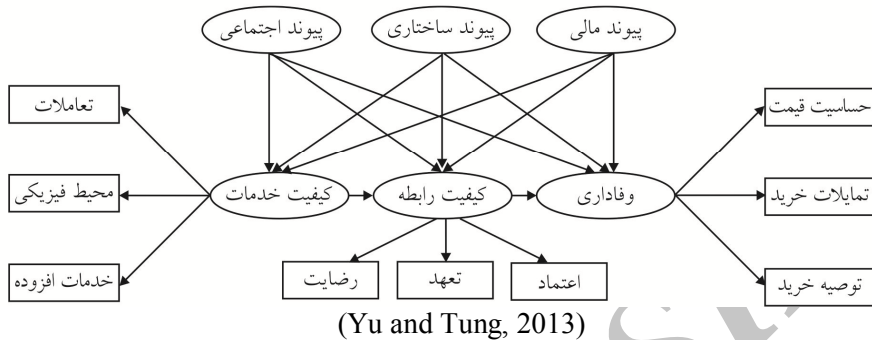 پیوند مالی
پیوند ساختاری
پیوند اجتماعی
حساسیت قیمت
تعاملات
تمایلات خرید
وفاداری
کیفیت رابطه
کیفیت خدمات
محیط فیزیکی
توصیه خرید
اعتماد
تعهد
رضایت
خدمات افزوده
(Yu and Tung, 2013)